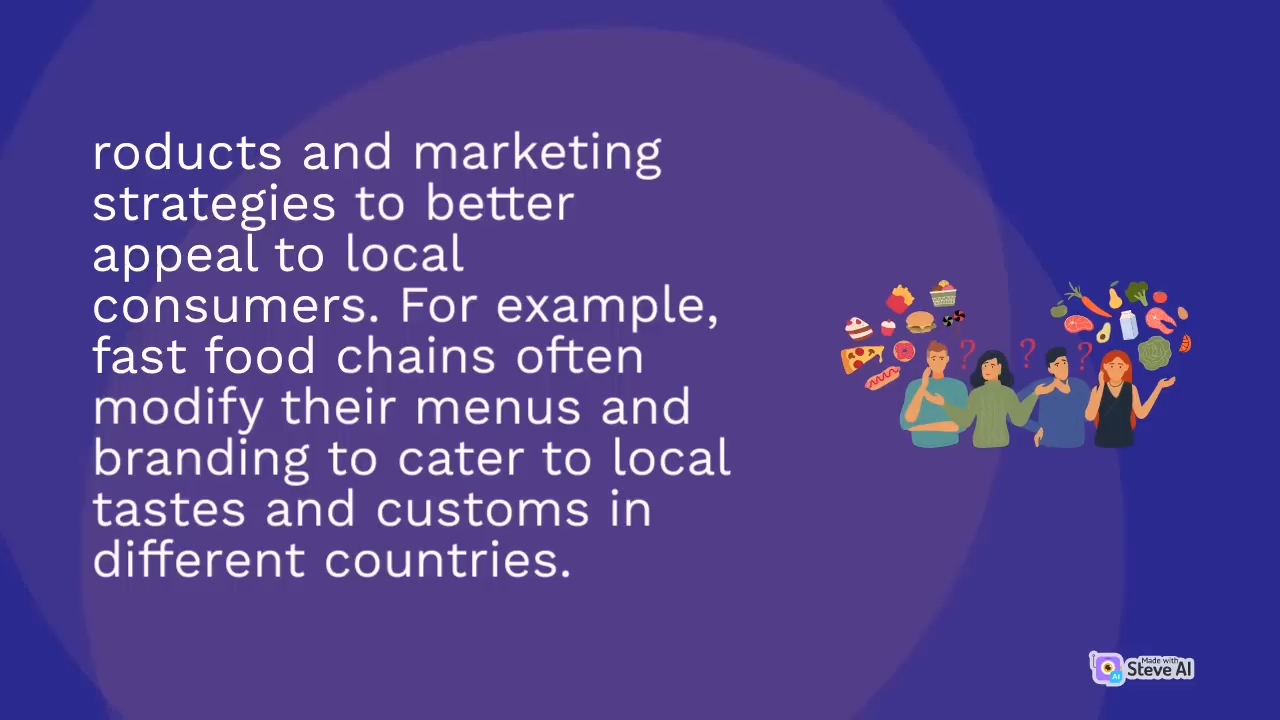 roducts and marketing
strategies to better
appeal to local
consumers. For example,
fast food chains often
modify their menus and
branding to cater to local
tastes and customs in
different countries.
? ? ?
Made with
Steve AI
AI